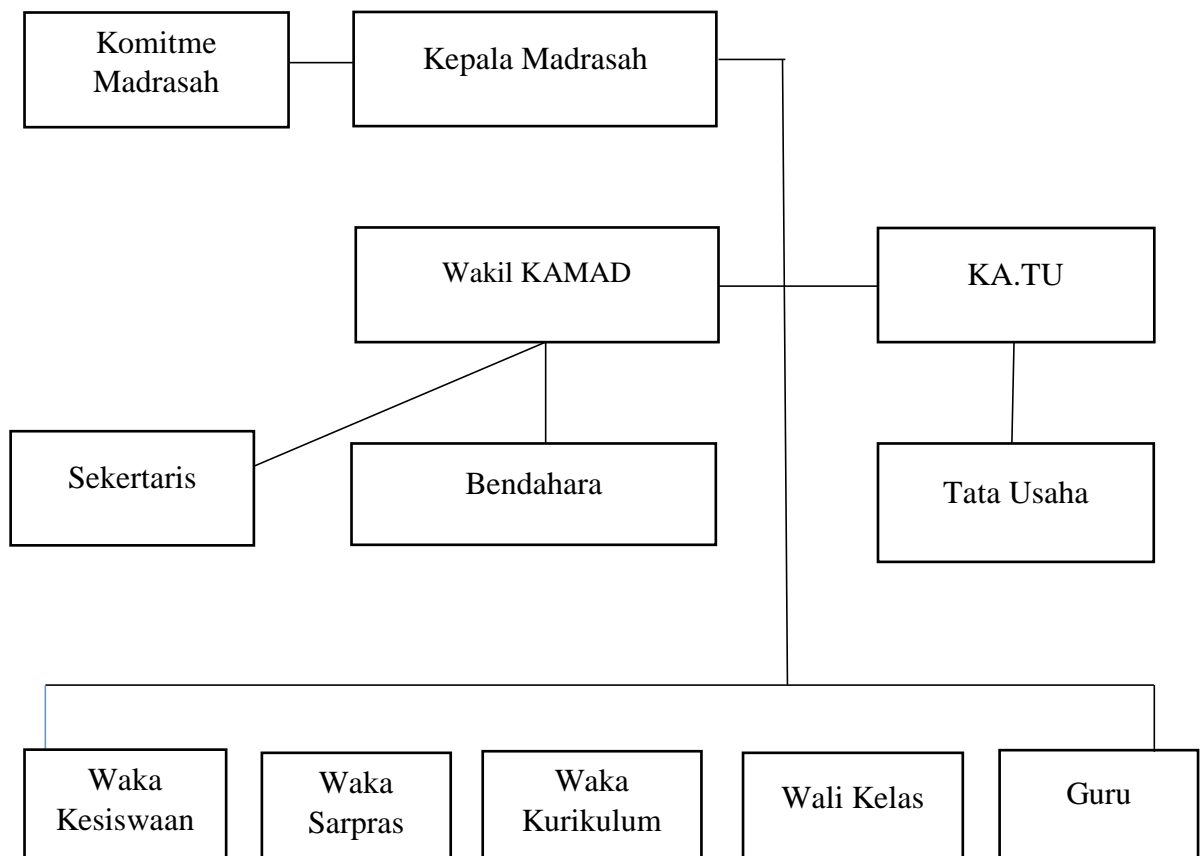 Komitme
Madrasah
Kepala Madrasah
Wakil KAMAD
KA.TU
Sekertaris
Bendahara
Tata Usaha
Waka
Kesiswaan
Waka
Sarpras
Waka
Kurikulum
Wali Kelas
Guru